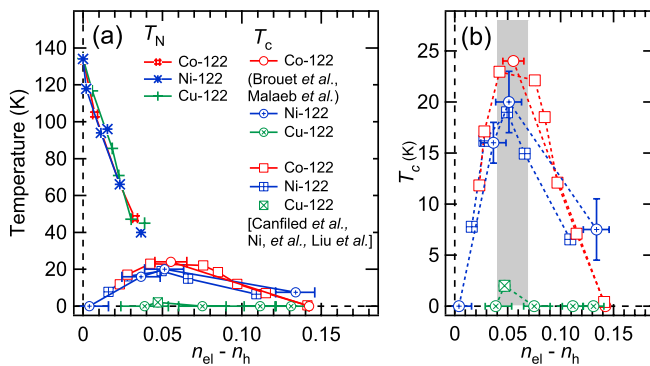 (a)
T_N
T_c
Co-122
Ni-122
Cu-122
Co-122
(Brouet et al.,
Malaeb et al.)
Ni-122
Cu-122
Co-122
Ni-122
Cu-122
[Canfiled et al.,
Ni, et al., Liu et al.]
Temperature (K)
140
120
100
80
60
40
20
0
0
0.05
0.10
0.15
n_el - n_h
(b)
T_c (K)
25
20
15
10
5
0
0
0.05
0.10
0.15
n_el - n_h